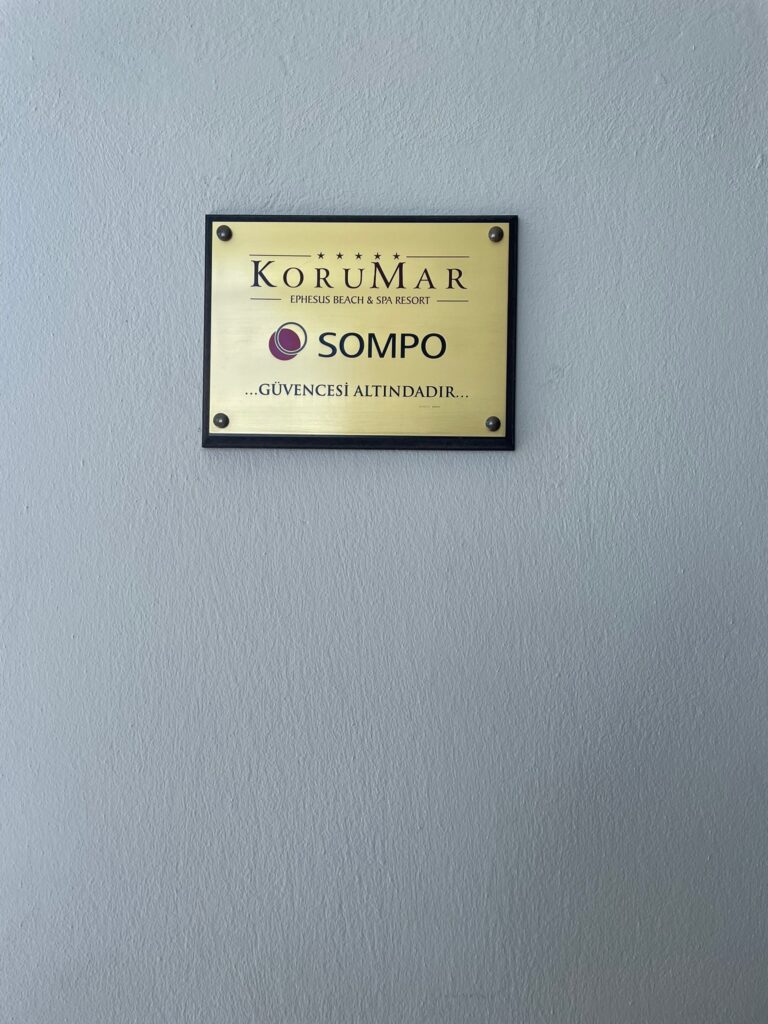 ★★★★★
KORUMAR
EPHESUS BEACH & SPA RESORT
SOMPO
...GÜVENCESİ ALTINDADIR...